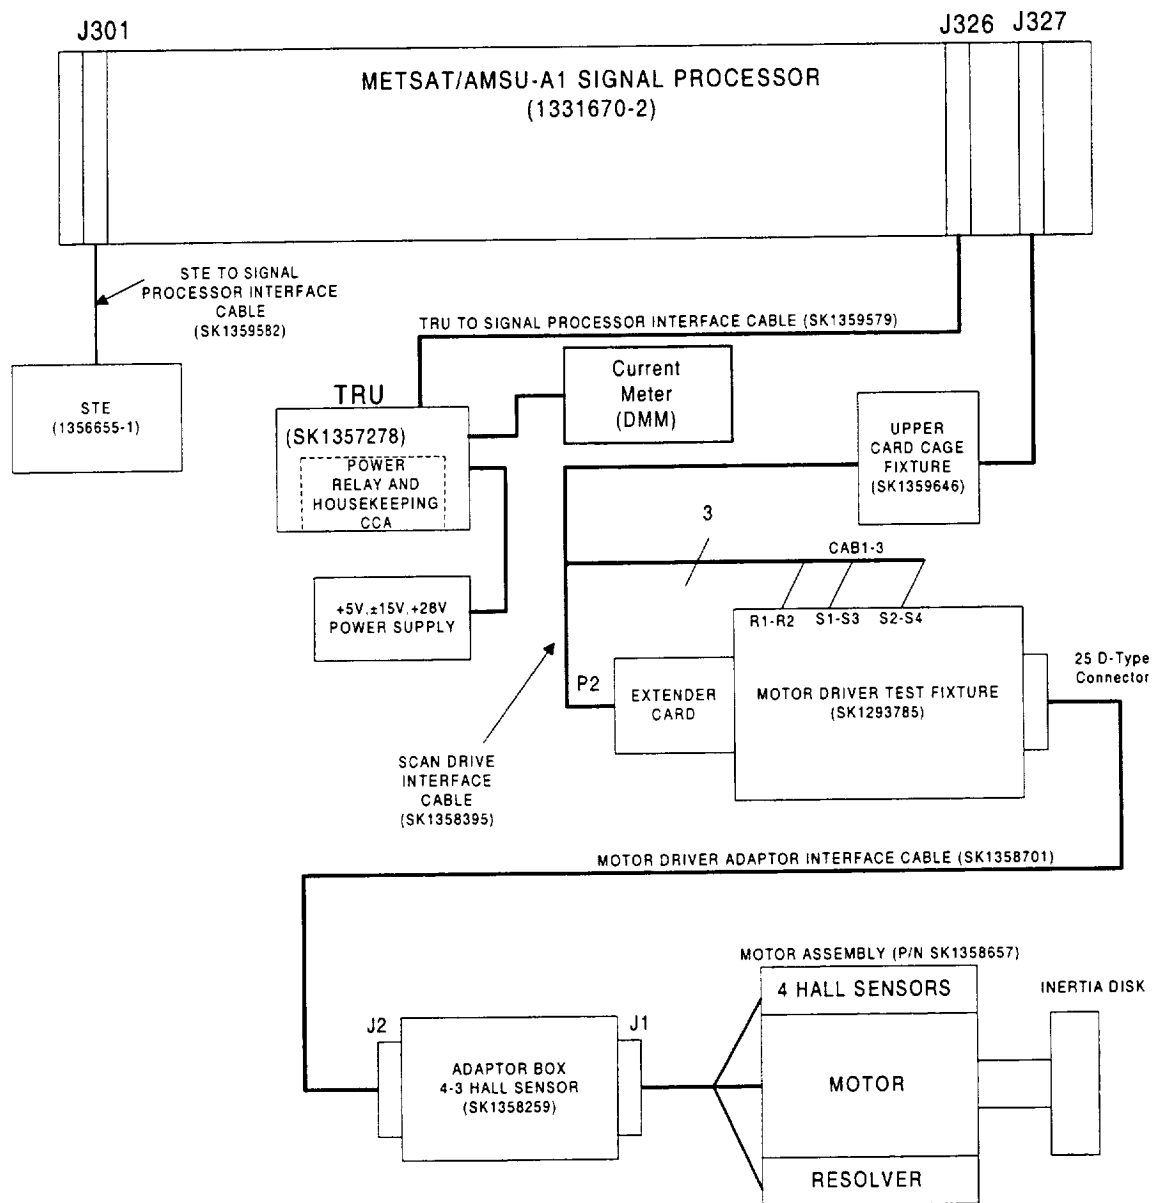 J301
J326
J327
METSAT/AMSU-A1 SIGNAL PROCESSOR
(1331670-2)
STE TO SIGNAL
PROCESSOR INTERFACE
CABLE
(SK1359582)
TRU TO SIGNAL PROCESSOR INTERFACE CABLE (SK1359579)
STE
(1356655-1)
TRU
(SK1357278)
POWER
RELAY AND
HOUSEKEEPING
CCA
Current
Meter
(DMM)
UPPER
CARD CAGE
FIXTURE
(SK1359646)
3
CAB1-3
+5V,±15V,+28V
POWER SUPPLY
R1-R2
S1-S3
S2-S4
P2
EXTENDER
CARD
MOTOR DRIVER TEST FIXTURE
(SK1293785)
25 D-Type
Connector
SCAN DRIVE
INTERFACE
CABLE
(SK1358395)
MOTOR DRIVER ADAPTOR INTERFACE CABLE (SK1358701)
MOTOR ASSEMBLY (P/N SK1358657)
4 HALL SENSORS
INERTIA DISK
J2
J1
ADAPTOR BOX
4-3 HALL SENSOR
(SK1358259)
MOTOR
RESOLVER